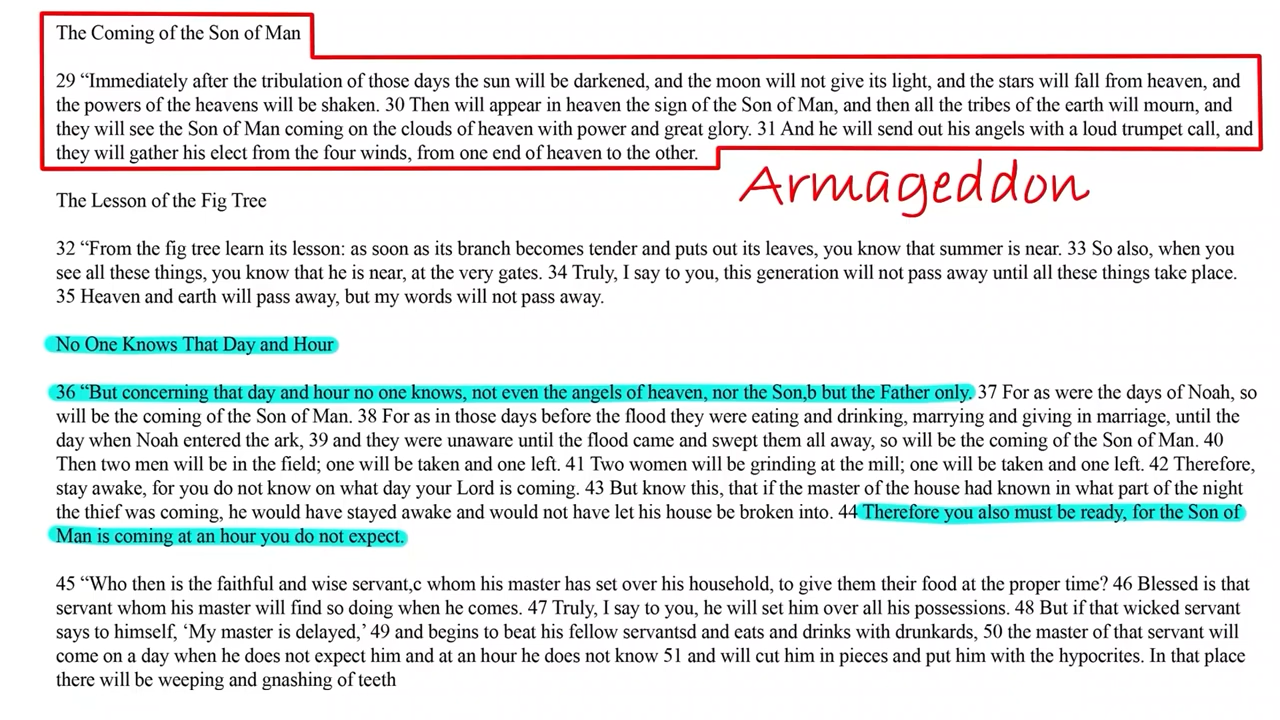 The Coming of the Son of Man
29 “Immediately after the tribulation of those days the sun will be darkened, and the moon will not give its light, and the stars will fall from heaven, and
the powers of the heavens will be shaken. 30 Then will appear in heaven the sign of the Son of Man, and then all the tribes of the earth will mourn, and
they will see the Son of Man coming on the clouds of heaven with power and great glory. 31 And he will send out his angels with a loud trumpet call, and
they will gather his elect from the four winds, from one end of heaven to the other.
Armageddon
The Lesson of the Fig Tree
32 “From the fig tree learn its lesson: as soon as its branch becomes tender and puts out its leaves, you know that summer is near. 33 So also, when you
see all these things, you know that he is near, at the very gates. 34 Truly, I say to you, this generation will not pass away until all these things take place.
35 Heaven and earth will pass away, but my words will not pass away.
No One Knows That Day and Hour
36 “But concerning that day and hour no one knows, not even the angels of heaven, nor the Son,b but the Father only. 37 For as were the days of Noah, so
will be the coming of the Son of Man. 38 For as in those days before the flood they were eating and drinking, marrying and giving in marriage, until the
day when Noah entered the ark, 39 and they were unaware until the flood came and swept them all away, so will be the coming of the Son of Man. 40
Then two men will be in the field; one will be taken and one left. 41 Two women will be grinding at the mill; one will be taken and one left. 42 Therefore,
stay awake, for you do not know on what day your Lord is coming. 43 But know this, that if the master of the house had known in what part of the night
the thief was coming, he would have stayed awake and would not have let his house be broken into. 44 Therefore you also must be ready, for the Son of
Man is coming at an hour you do not expect.
45 “Who then is the faithful and wise servant,c whom his master has set over his household, to give them their food at the proper time? 46 Blessed is that
servant whom his master will find so doing when he comes. 47 Truly, I say to you, he will set him over all his possessions. 48 But if that wicked servant
says to himself, ‘My master is delayed,’ 49 and begins to beat his fellow servantsd and eats and drinks with drunkards, 50 the master of that servant will
come on a day when he does not expect him and at an hour he does not know 51 and will cut him in pieces and put him with the hypocrites. In that place
there will be weeping and gnashing of teeth